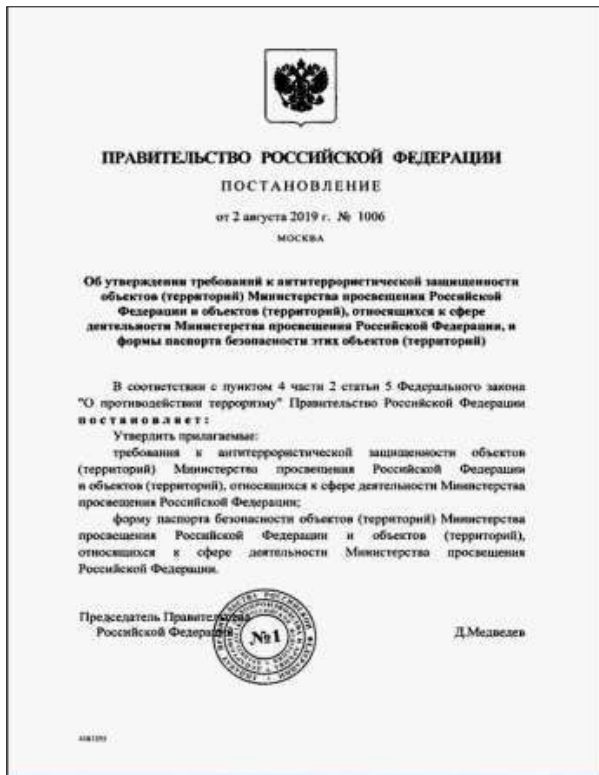 ПРАВИТЕЛЬСТВО РОССИЙСКОЙ ФЕДЕРАЦИИ
ПОСТАНОВЛЕНИЕ
от 2 августа 2019 г. № 1006
МОСКВА
Об утверждении требований к антитеррористической защищенности
объектов (территорий) Министерства просвещения Российской
Федерации и объектов (территорий), относящихся к сфере
деятельности Министерства просвещения Российской Федерации, и
формы паспорта безопасности этих объектов (территорий)
В соответствии с пунктом 4 части 2 статьи 5 Федерального закона
"О противодействии терроризму" Правительство Российской Федерации
постановляет:
Утвердить прилагаемые:
требования к антитеррористической защищенности объектов
(территорий) Министерства просвещения Российской Федерации
и объектов (территорий), относящихся к сфере деятельности Министерства
просвещения Российской Федерации;
форму паспорта безопасности объектов (территорий) Министерства
просвещения Российской Федерации и объектов (территорий),
относящихся к сфере деятельности Министерства просвещения
Российской Федерации.
Председатель Правительства
Российской Федерации
Д.Медведев
№1